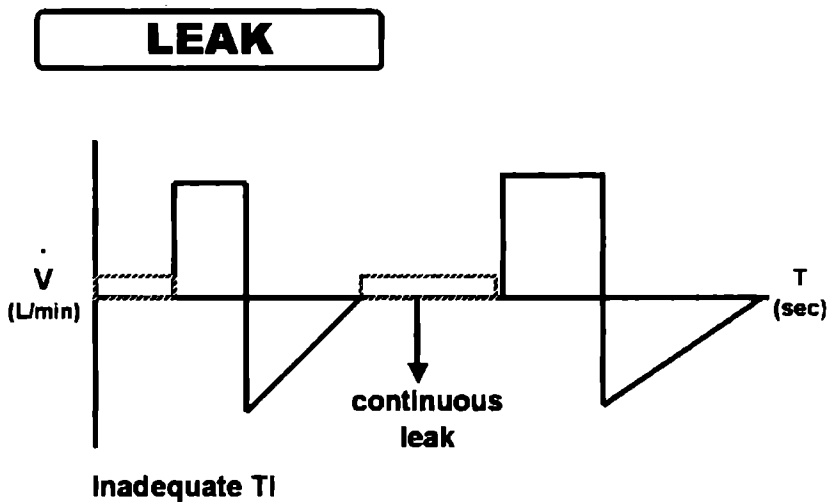 LEAK
V̇
(L/min)
T
(sec)
continuous
leak
Inadequate TI